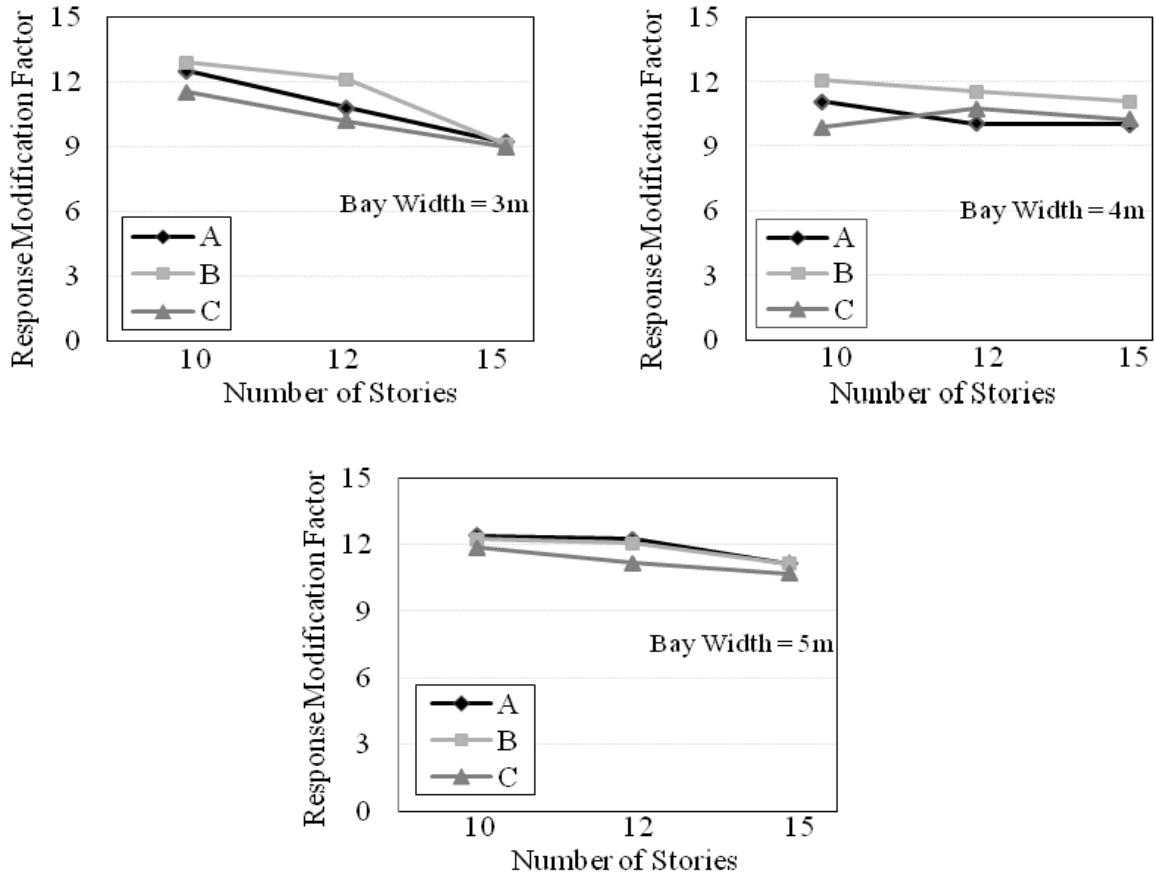 Response Modification Factor
15
12
9
6
3
0
Bay Width = 3m
A
B
C
10 12 15
Number of Stories
Response Modification Factor
15
12
9
6
3
0
Bay Width = 4m
A
B
C
10 12 15
Number of Stories
Response Modification Factor
15
12
9
6
3
0
Bay Width = 5m
A
B
C
10 12 15
Number of Stories